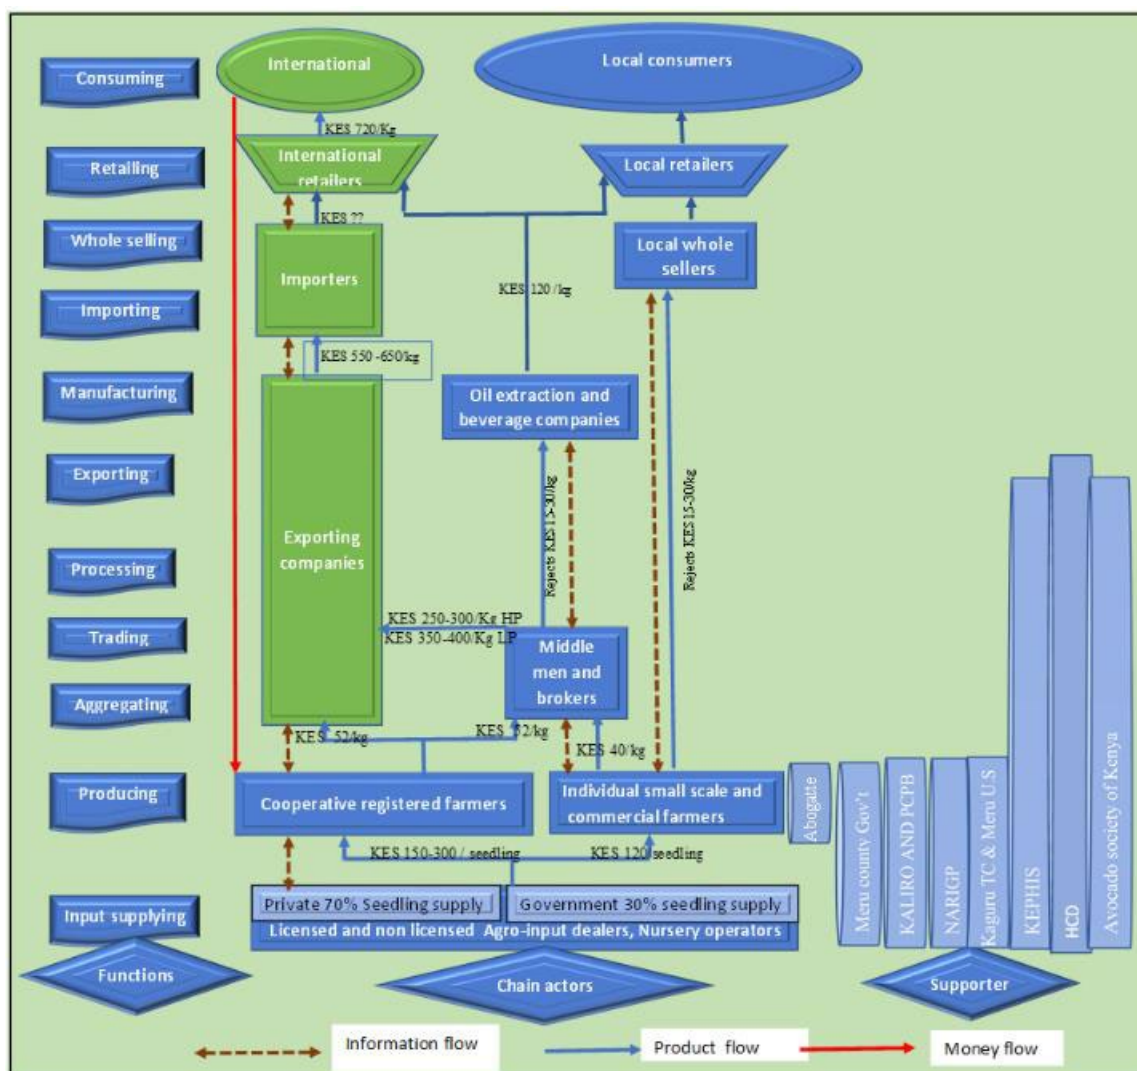 International
Local consumers
Consuming
KES 720/Kg
International
retailers
Local retailers
Retailing
KES ??
Whole selling
Local whole
sellers
Importers
KES 120 /kg
Importing
KES 550 -650/kg
Manufacturing
Oil extraction and
beverage companies
Exporting
Rejects KES15-30/kg
Rejects KES15-30/kg
Exporting
companies
Processing
KES 250-300/Kg HP
KES 350-400/Kg LP
Trading
Middle
men and
brokers
Aggregating
KES 52/kg
KES 52/kg
KES 40/kg
Producing
Cooperative registered farmers
Individual small scale and
commercial farmers
Abogatte
Meru county Gov't
KALIRO AND PCPB
NARIGP
Kaguru TC & Meru U.S
KEPHIS
HCD
Avocado society of Kenya
KES 150-300 / seedling
KES 120/seedling
Private 70% Seedling supply
Government 30% seedling supply
Input supplying
Licensed and non licensed Agro-input dealers, Nursery operators
Functions
Chain actors
Supporter
Information flow
Product flow
Money flow